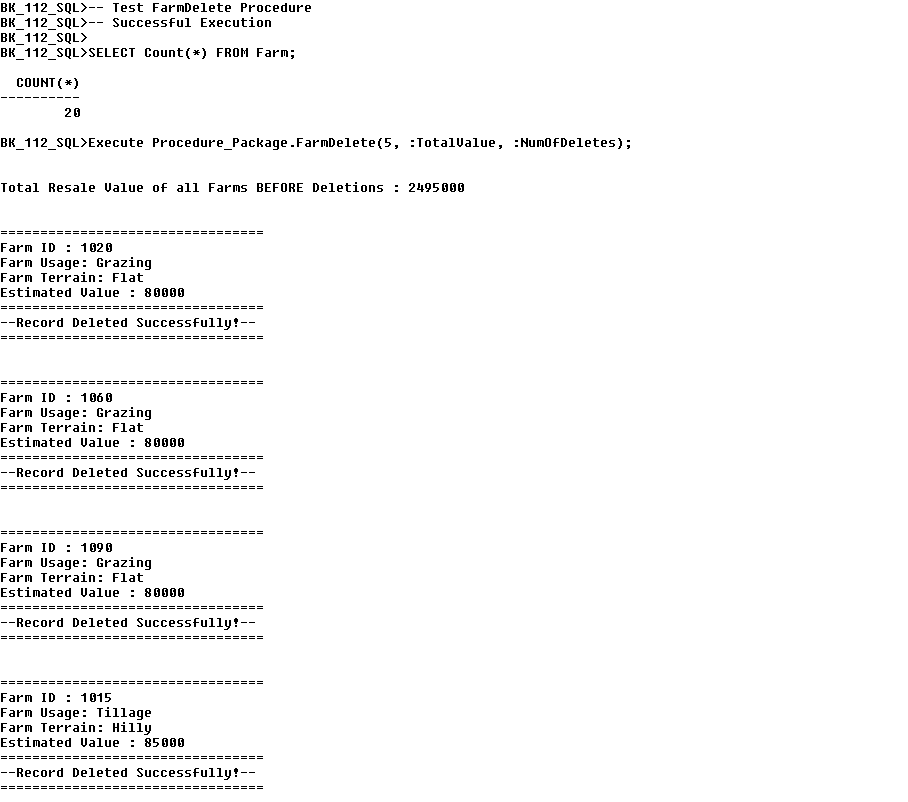 BK_112_SQL>-- Test FarmDelete Procedure
BK_112_SQL>-- Successful Execution
BK_112_SQL>
BK_112_SQL>SELECT Count(*) FROM Farm;
  COUNT(*)
----------
        20
BK_112_SQL>Execute Procedure_Package.FarmDelete(5, :TotalValue, :NumOfDeletes);
Total Resale Value of all Farms BEFORE Deletions : 2495000
=================================
Farm ID : 1020
Farm Usage: Grazing
Farm Terrain: Flat
Estimated Value : 80000
=================================
--Record Deleted Successfully!--
=================================
=================================
Farm ID : 1060
Farm Usage: Grazing
Farm Terrain: Flat
Estimated Value : 80000
=================================
--Record Deleted Successfully!--
=================================
=================================
Farm ID : 1090
Farm Usage: Grazing
Farm Terrain: Flat
Estimated Value : 80000
=================================
--Record Deleted Successfully!--
=================================
=================================
Farm ID : 1015
Farm Usage: Tillage
Farm Terrain: Hilly
Estimated Value : 85000
=================================
--Record Deleted Successfully!--
=================================